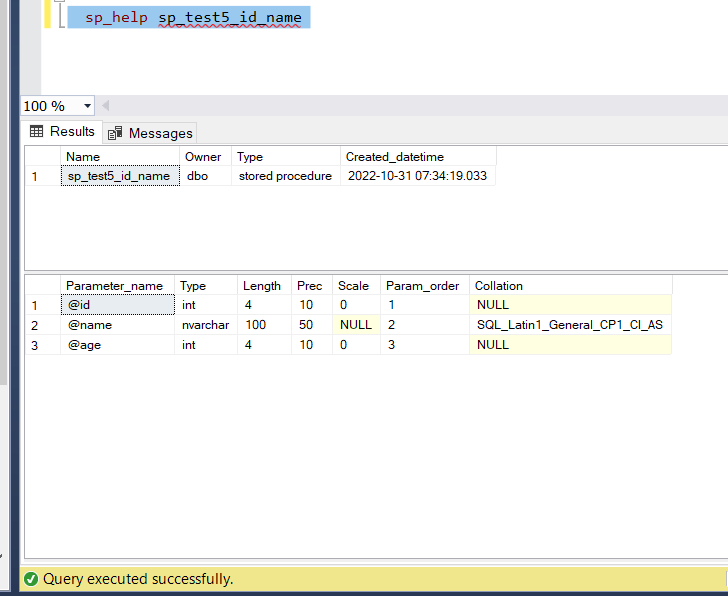 sp_help sp_test5_id_name
100 %
Results Messages
Name Owner Type Created_datetime
1 sp_test5_id_name dbo stored procedure 2022-10-31 07:34:19.033
Parameter_name Type Length Prec Scale Param_order Collation
1 @id int 4 10 0 1 NULL
2 @name nvarchar 100 50 NULL 2 SQL_Latin1_General_CP1_CI_AS
3 @age int 4 10 0 3 NULL
Query executed successfully.